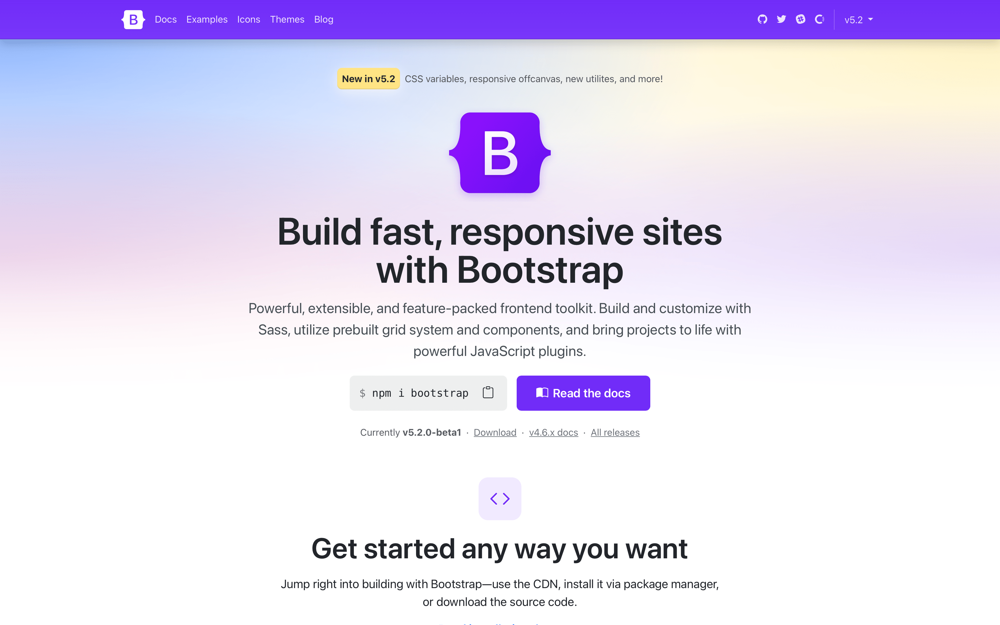 B Docs Examples Icons Themes Blog v5.2
New in v5.2 CSS variables, responsive offcanvas, new utilites, and more!
B
Build fast, responsive sites
with Bootstrap
Powerful, extensible, and feature-packed frontend toolkit. Build and customize with
Sass, utilize prebuilt grid system and components, and bring projects to life with
powerful JavaScript plugins.
$ npm i bootstrap Read the docs
Currently v5.2.0-beta1 · Download · v4.6.x docs · All releases
Get started any way you want
Jump right into building with Bootstrap—use the CDN, install it via package manager,
or download the source code.